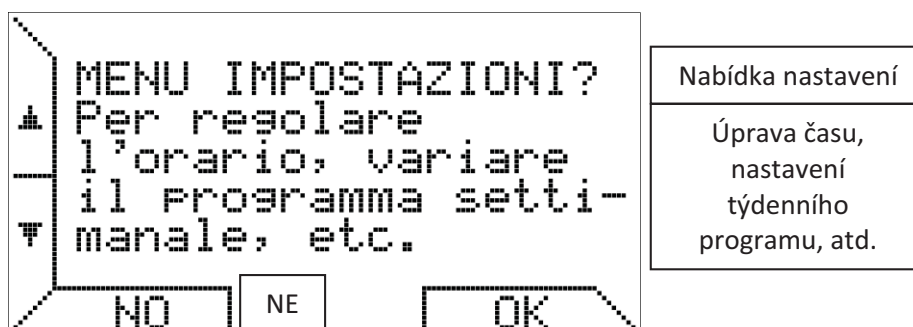 MENU IMPOSTAZIONI?
Per regolare
l'orario, variare
il programma setti-
manale, etc.
NO
NE
OK
Nabídka nastavení
Úprava času,
nastavení
týdenního
programu, atd.